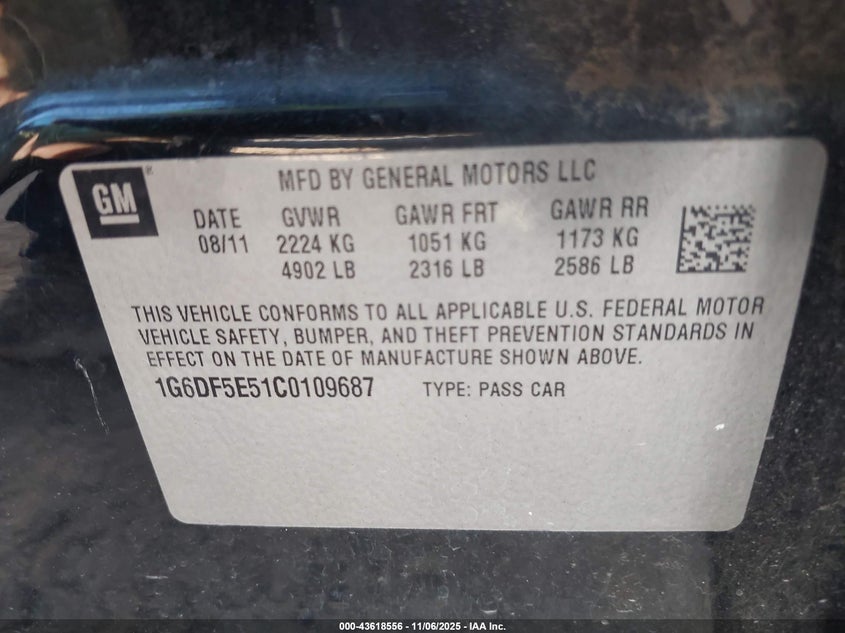 GM
MFD BY GENERAL MOTORS LLC
DATE GVWR GAWR FRT GAWR RR
08/11 2224 KG 1051 KG 1173 KG
4902 LB 2316 LB 2586 LB
THIS VEHICLE CONFORMS TO ALL APPLICABLE U.S. FEDERAL MOTOR
VEHICLE SAFETY, BUMPER, AND THEFT PREVENTION STANDARDS IN
EFFECT ON THE DATE OF MANUFACTURE SHOWN ABOVE.
1G6DF5E51C0109687 TYPE: PASS CAR
000-43618556 - 11/06/2025 - IAA Inc.